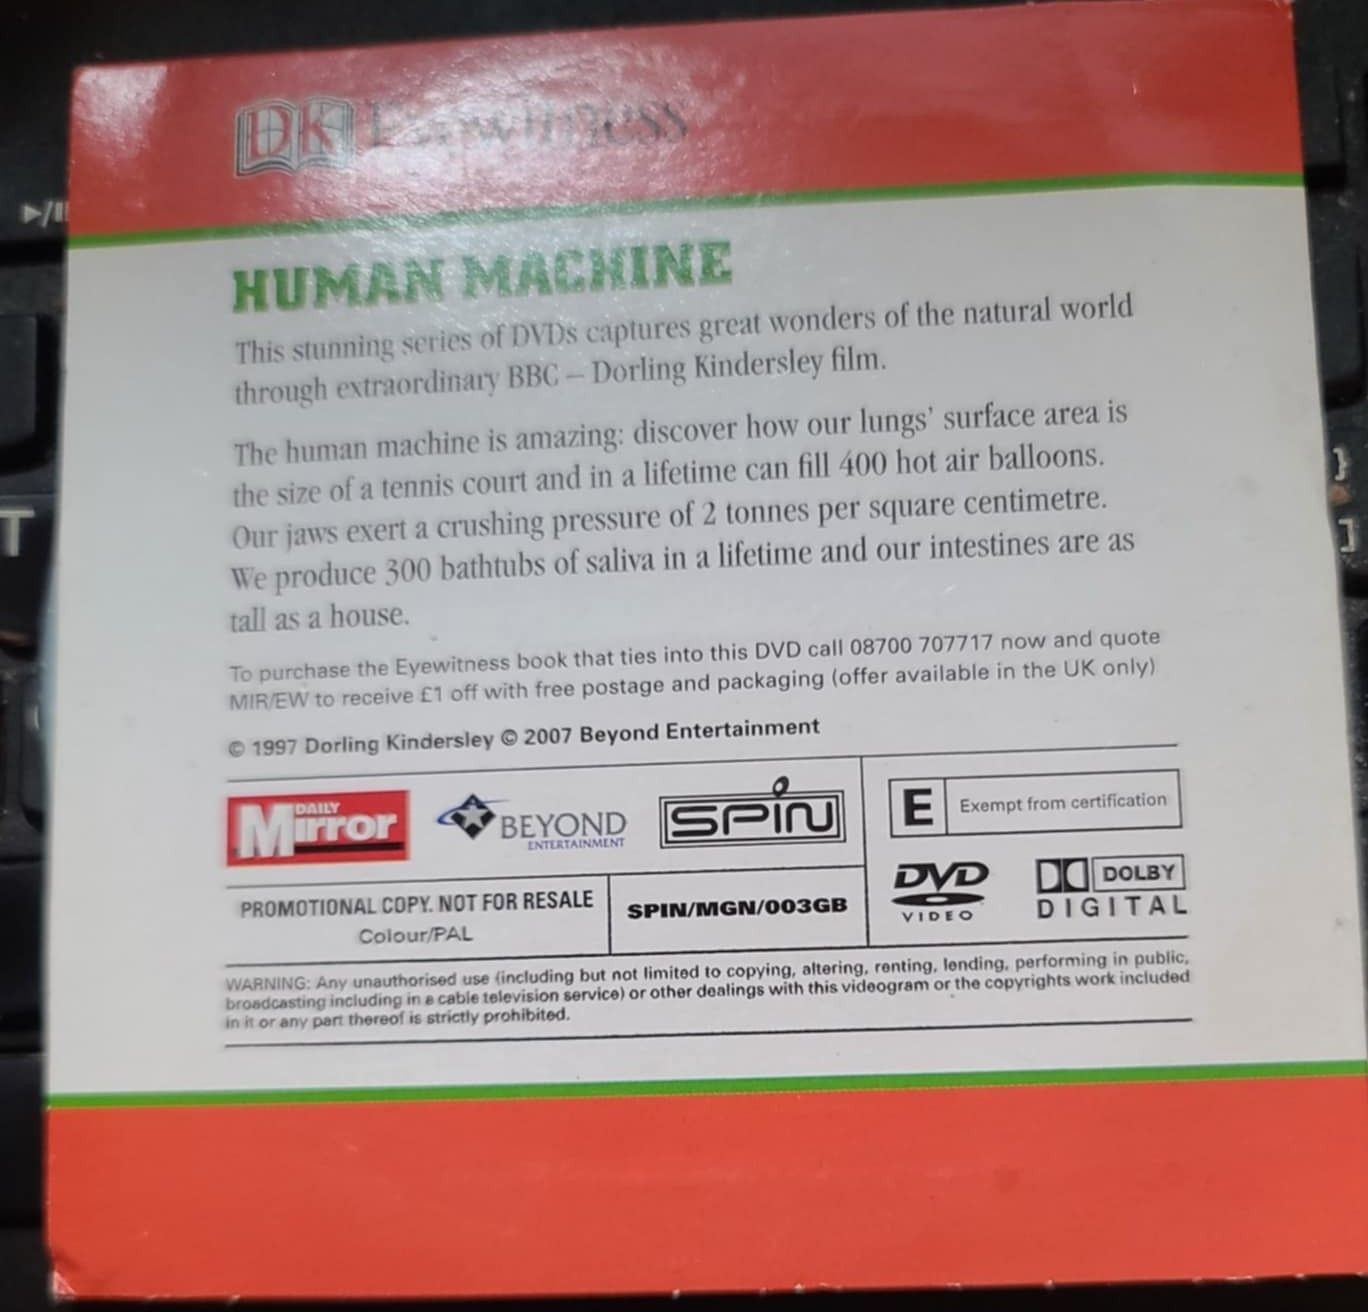 DK Eyewitness
HUMAN MACHINE
This stunning series of DVDs captures great wonders of the natural world
through extraordinary BBC – Dorling Kindersley film.
The human machine is amazing: discover how our lungs' surface area is
the size of a tennis court and in a lifetime can fill 400 hot air balloons.
Our jaws exert a crushing pressure of 2 tonnes per square centimetre.
We produce 300 bathtubs of saliva in a lifetime and our intestines are as
tall as a house.
To purchase the Eyewitness book that ties into this DVD call 08700 707717 now and quote
MIR/EW to receive £1 off with free postage and packaging (offer available in the UK only)
© 1997 Dorling Kindersley © 2007 Beyond Entertainment
DAILY
Mirror
BEYOND
ENTERTAINMENT
SPIN
E Exempt from certification
PROMOTIONAL COPY. NOT FOR RESALE
Colour/PAL
SPIN/MGN/003GB
DVD
VIDEO
DOLBY
DIGITAL
WARNING: Any unauthorised use (including but not limited to copying, altering, renting, lending, performing in public,
broadcasting including in a cable television service) or other dealings with this videogram or the copyrights work included
in it or any part thereof is strictly prohibited.
T
}
]